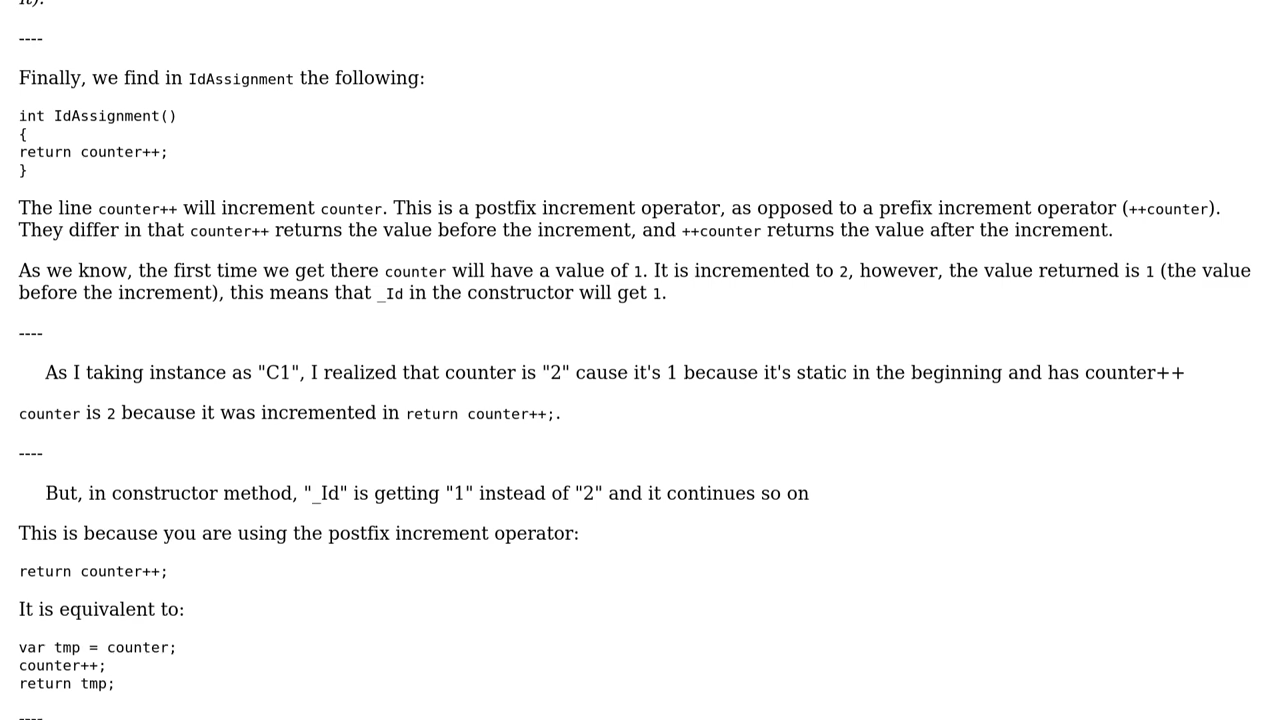 it).
----
Finally, we find in IdAssignment the following:
int IdAssignment()
{
return counter++;
}
The line counter++ will increment counter. This is a postfix increment operator, as opposed to a prefix increment operator (++counter).
They differ in that counter++ returns the value before the increment, and ++counter returns the value after the increment.
As we know, the first time we get there counter will have a value of 1. It is incremented to 2, however, the value returned is 1 (the value
before the increment), this means that _Id in the constructor will get 1.
----
As I taking instance as "C1", I realized that counter is "2" cause it's 1 because it's static in the beginning and has counter++
counter is 2 because it was incremented in return counter++;.
----
But, in constructor method, "_Id" is getting "1" instead of "2" and it continues so on
This is because you are using the postfix increment operator:
return counter++;
It is equivalent to:
var tmp = counter;
counter++;
return tmp;
----